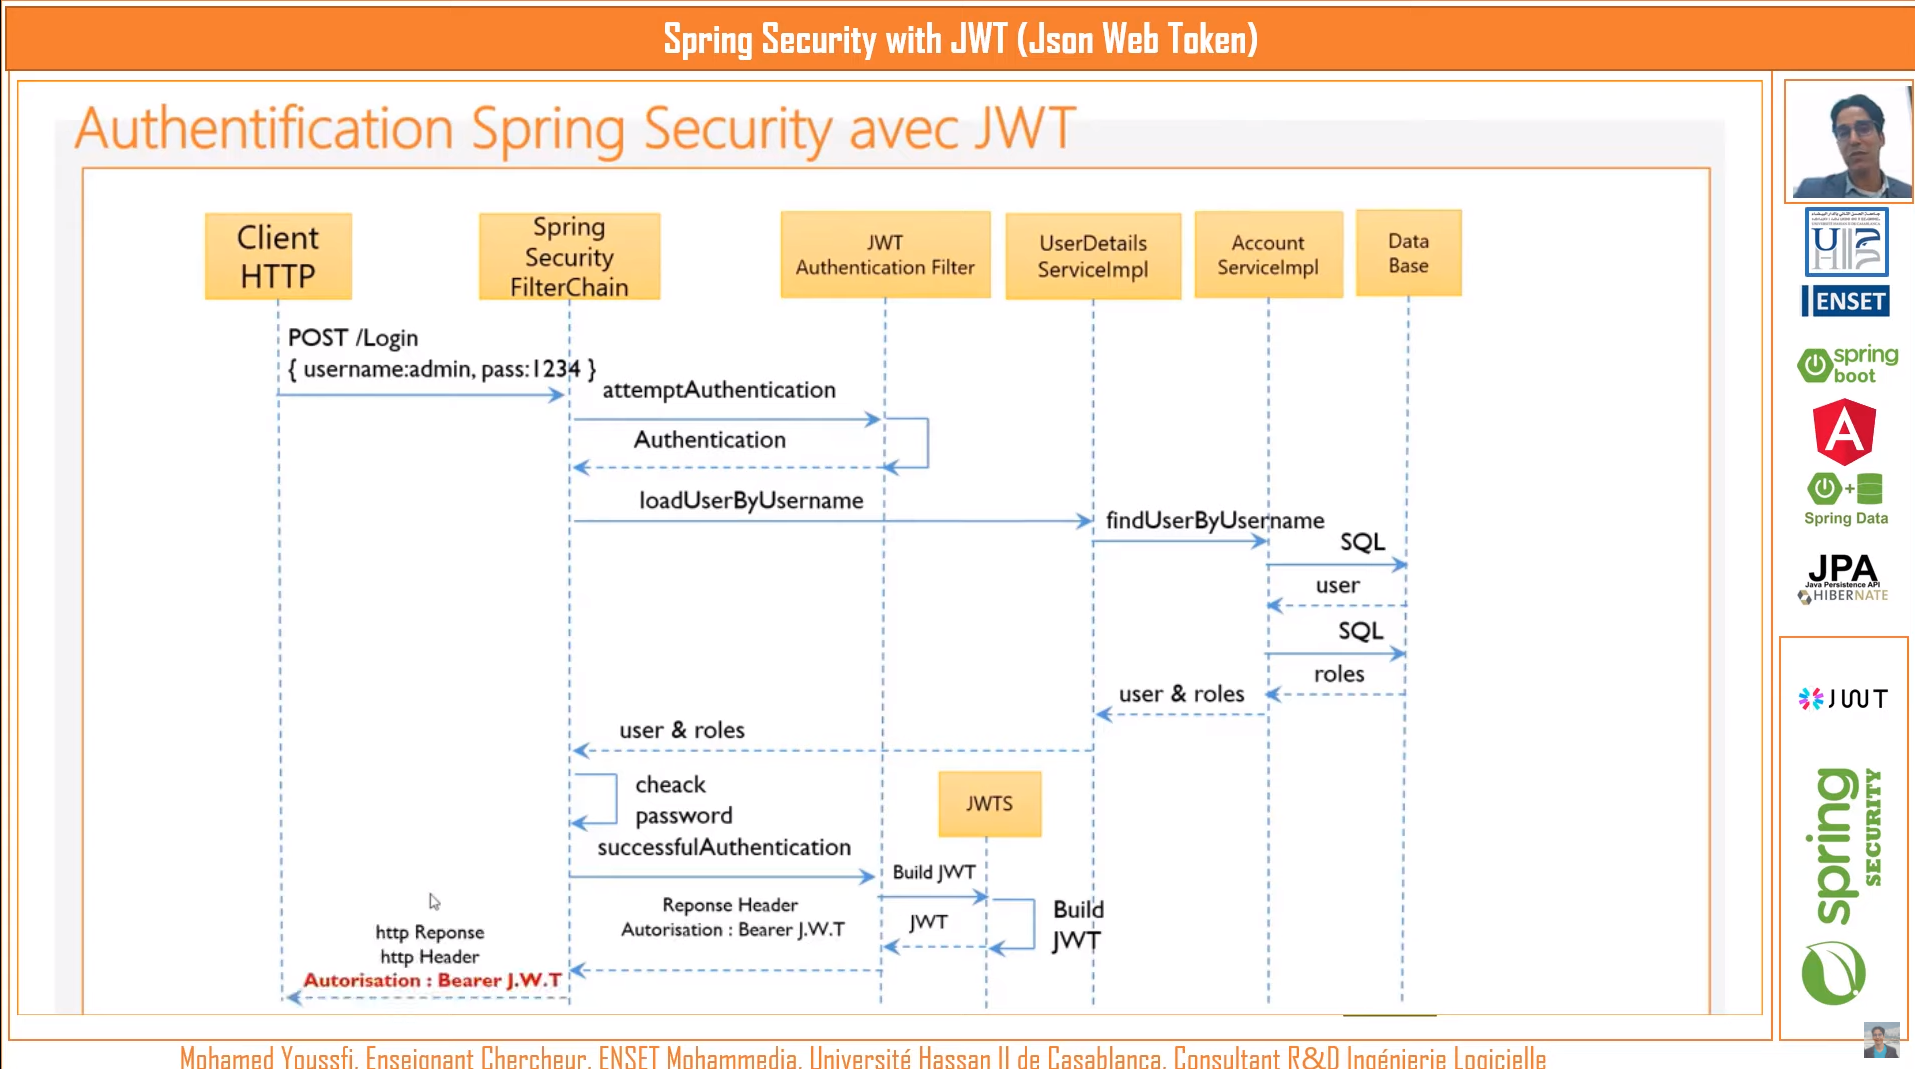 Spring Security with JWT (Json Web Token)
Authentification Spring Security avec JWT
Client
HTTP
Spring
Security
FilterChain
JWT
Authentication Filter
UserDetails
ServiceImpl
Account
ServiceImpl
Data
Base
POST /Login
{ username:admin, pass:1234 }
attemptAuthentication
Authentication
loadUserByUsername
findUserByUsername
SQL
user
SQL
roles
user & roles
user & roles
cheack
password
JWTS
successfulAuthentication
Build JWT
Reponse Header
Autorisation : Bearer J.W.T
JWT
Build
JWT
http Reponse
http Header
Autorisation : Bearer J.W.T
ENSET
spring
boot
Spring Data
JPA
Java Persistence API
HIBERNATE
JWT
spring
SECURITY
Mohamed Youssfi, Enseignant Chercheur, ENSET Mohammedia, Université Hassan II de Casablanca, Consultant R&D Ingénierie Logicielle